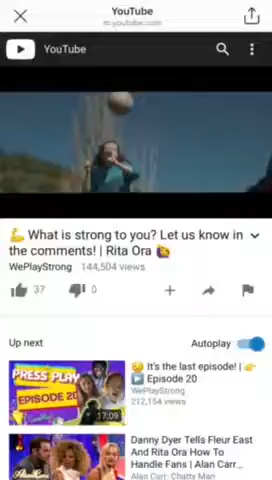 YouTube
m.youtube.com
YouTube
💪 What is strong to you? Let us know in
the comments! | Rita Ora 🙋
WePlayStrong 144,504 views
37
0
Up next
Autoplay
PRESS PLAY
EPISODE 20
17:09
😢 It's the last episode! | 👉
▶️ Episode 20
WePlayStrong
212,154 views
Danny Dyer Tells Fleur East
And Rita Ora How To
Handle Fans | Alan Carr...
Alan Carr: Chatty Man